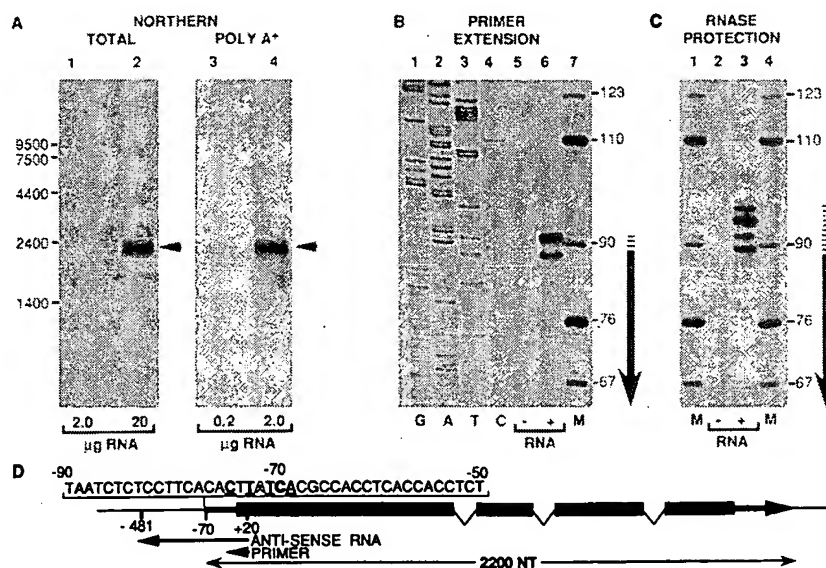 A
NORTHERN
TOTAL
POLY A+
1
2
3
4
9500
7500
4400
2400
1400
2.0
20
0.2
2.0
μg RNA
μg RNA
B
PRIMER
EXTENSION
1
2
3
4
5
6
7
-123
-110
-90
-76
-67
G
A
T
C
-
+
M
RNA
C
RNASE
PROTECTION
1
2
3
4
-123
-110
-90
-76
-67
M
-
+
M
RNA
D
-90
-70
-50
TAATCTCTCCTTCACACTTATCACGCCACCTCACCACCTCT
-481
-70
+20
ANTI-SENSE RNA
PRIMER
2200 NT